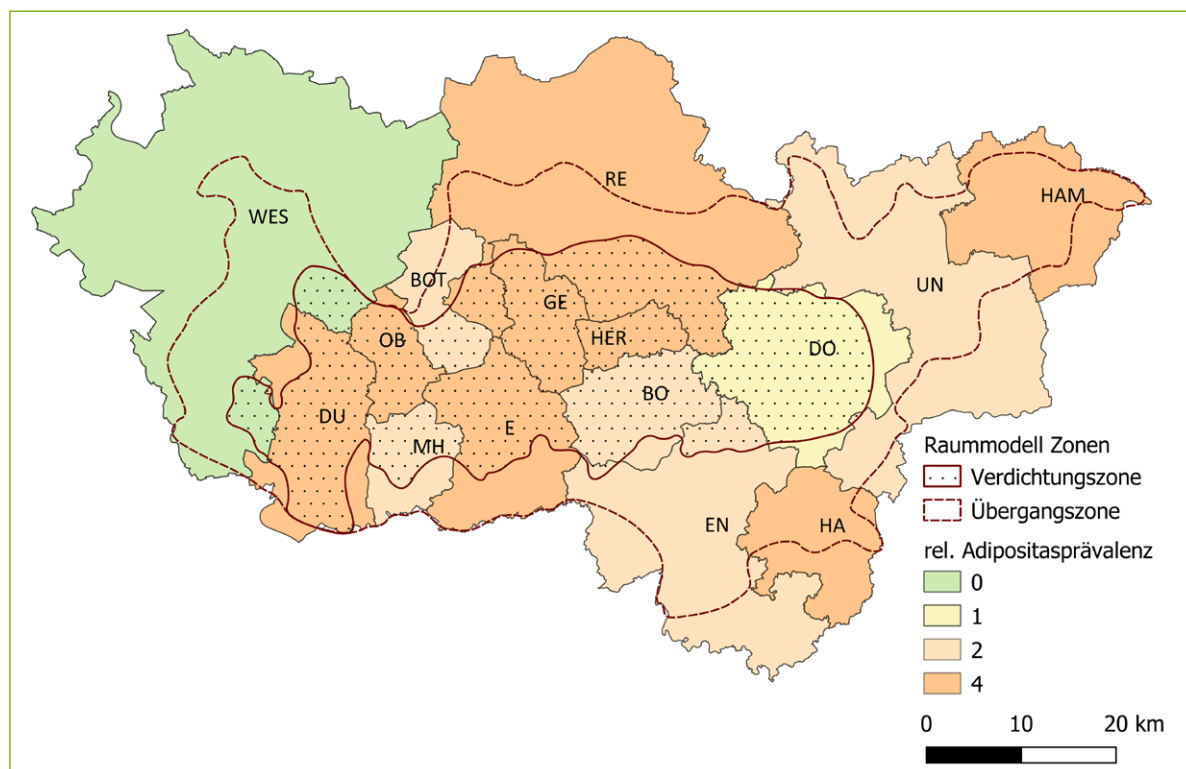 RE
HAM
WES
BOT
UN
GE
OB
HER
DO
BO
DU
E
MH
EN
HA
Raummodell Zonen
Verdichtungszone
Übergangszone
rel. Adipositasprävalenz
0
1
2
4
0 10 20 km